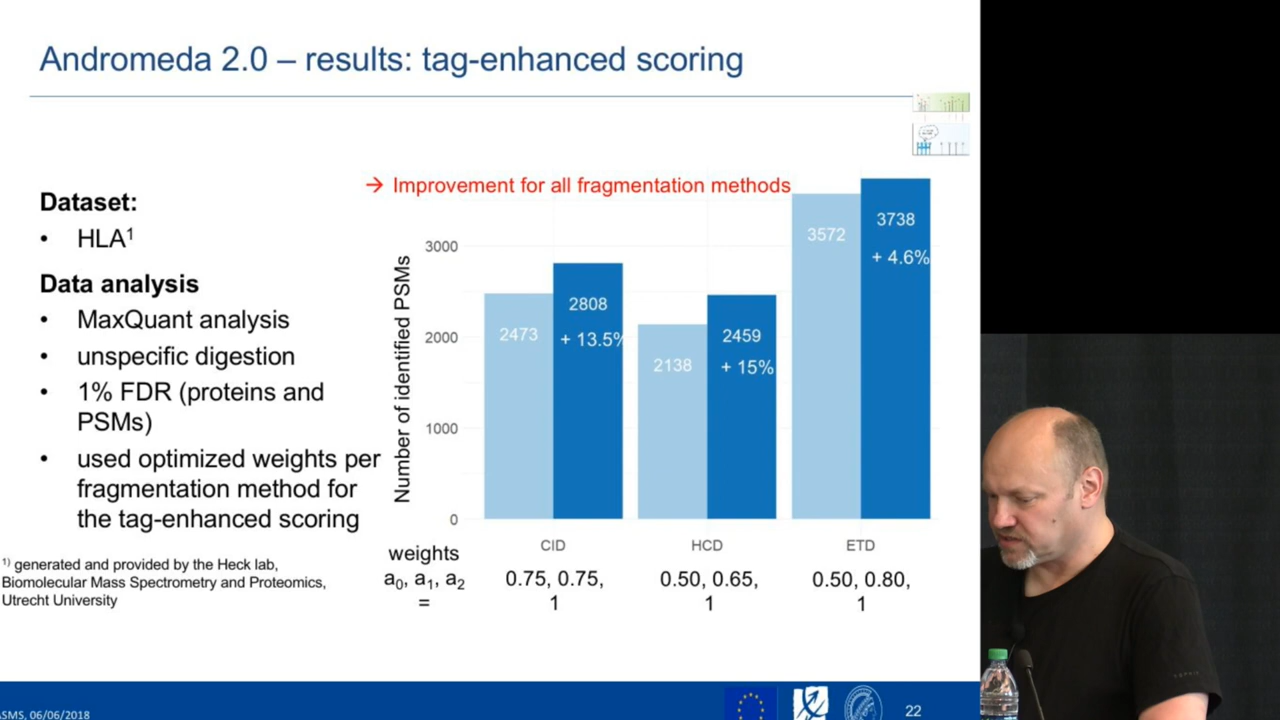 Andromeda 2.0 – results: tag-enhanced scoring
→ Improvement for all fragmentation methods
Dataset:
• HLA¹
Data analysis
• MaxQuant analysis
• unspecific digestion
• 1% FDR (proteins and
PSMs)
• used optimized weights per
fragmentation method for
the tag-enhanced scoring
¹⁾ generated and provided by the Heck lab,
Biomolecular Mass Spectrometry and Proteomics,
Utrecht University
Number of identified PSMs
3000
2000
1000
0
2473
2808
+ 13.5%
2138
2459
+ 15%
3572
3738
+ 4.6%
CID
HCD
ETD
weights
a₀, a₁, a₂
=
0.75, 0.75,
1
0.50, 0.65,
1
0.50, 0.80,
1
ASMS, 06/06/2018
22